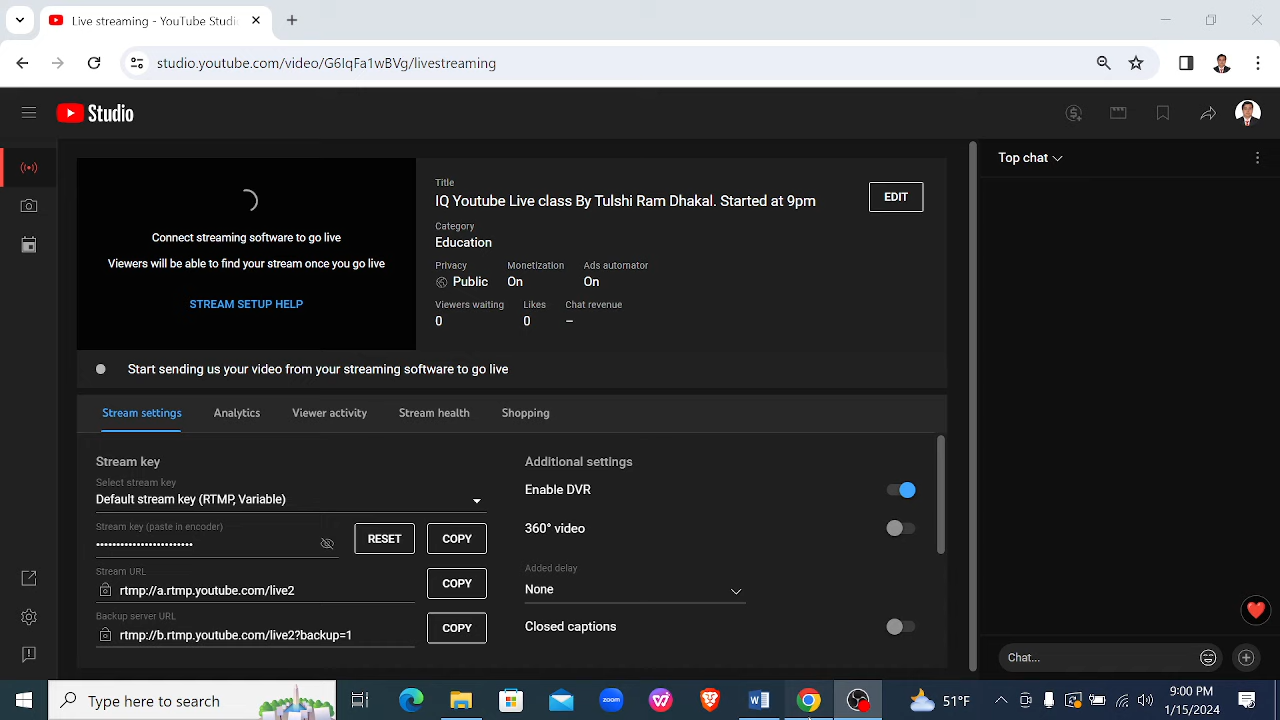 Live streaming - YouTube Studi
studio.youtube.com/video/G6IqFa1wBVg/livestreaming
Studio
Top chat
Connect streaming software to go live
Viewers will be able to find your stream once you go live
STREAM SETUP HELP
Title
IQ Youtube Live class By Tulshi Ram Dhakal. Started at 9pm
EDIT
Category
Education
Privacy Monetization Ads automator
Public On On
Viewers waiting Likes Chat revenue
0 0 –
Start sending us your video from your streaming software to go live
Stream settings Analytics Viewer activity Stream health Shopping
Stream key
Select stream key
Default stream key (RTMP, Variable)
Stream key (paste in encoder)
•••••••••••••••••••••••• RESET COPY
Stream URL
rtmp://a.rtmp.youtube.com/live2 COPY
Backup server URL
rtmp://b.rtmp.youtube.com/live2?backup=1 COPY
Additional settings
Enable DVR
360° video
Added delay
None
Closed captions
Chat...
Type here to search
zoom
51°F
9:00 PM
1/15/2024